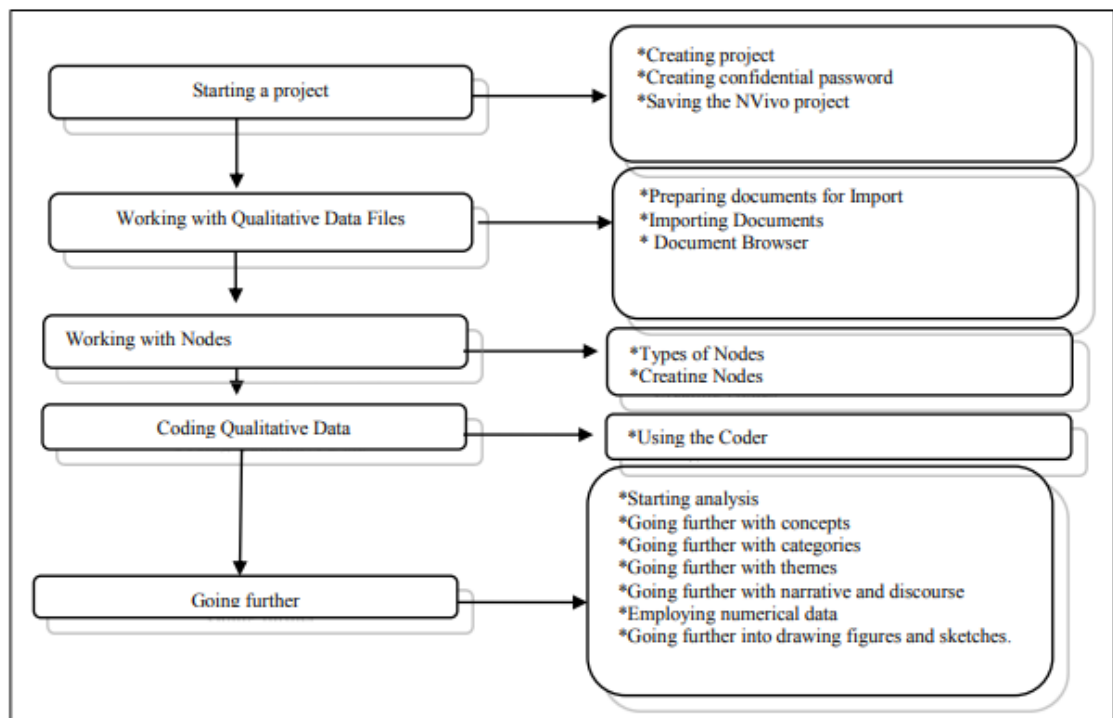 Starting a project
*Creating project
*Creating confidential password
*Saving the NVivo project
Working with Qualitative Data Files
*Preparing documents for Import
*Importing Documents
* Document Browser
Working with Nodes
*Types of Nodes
*Creating Nodes
Coding Qualitative Data
*Using the Coder
Going further
*Starting analysis
*Going further with concepts
*Going further with categories
*Going further with themes
*Going further with narrative and discourse
*Employing numerical data
*Going further into drawing figures and sketches.